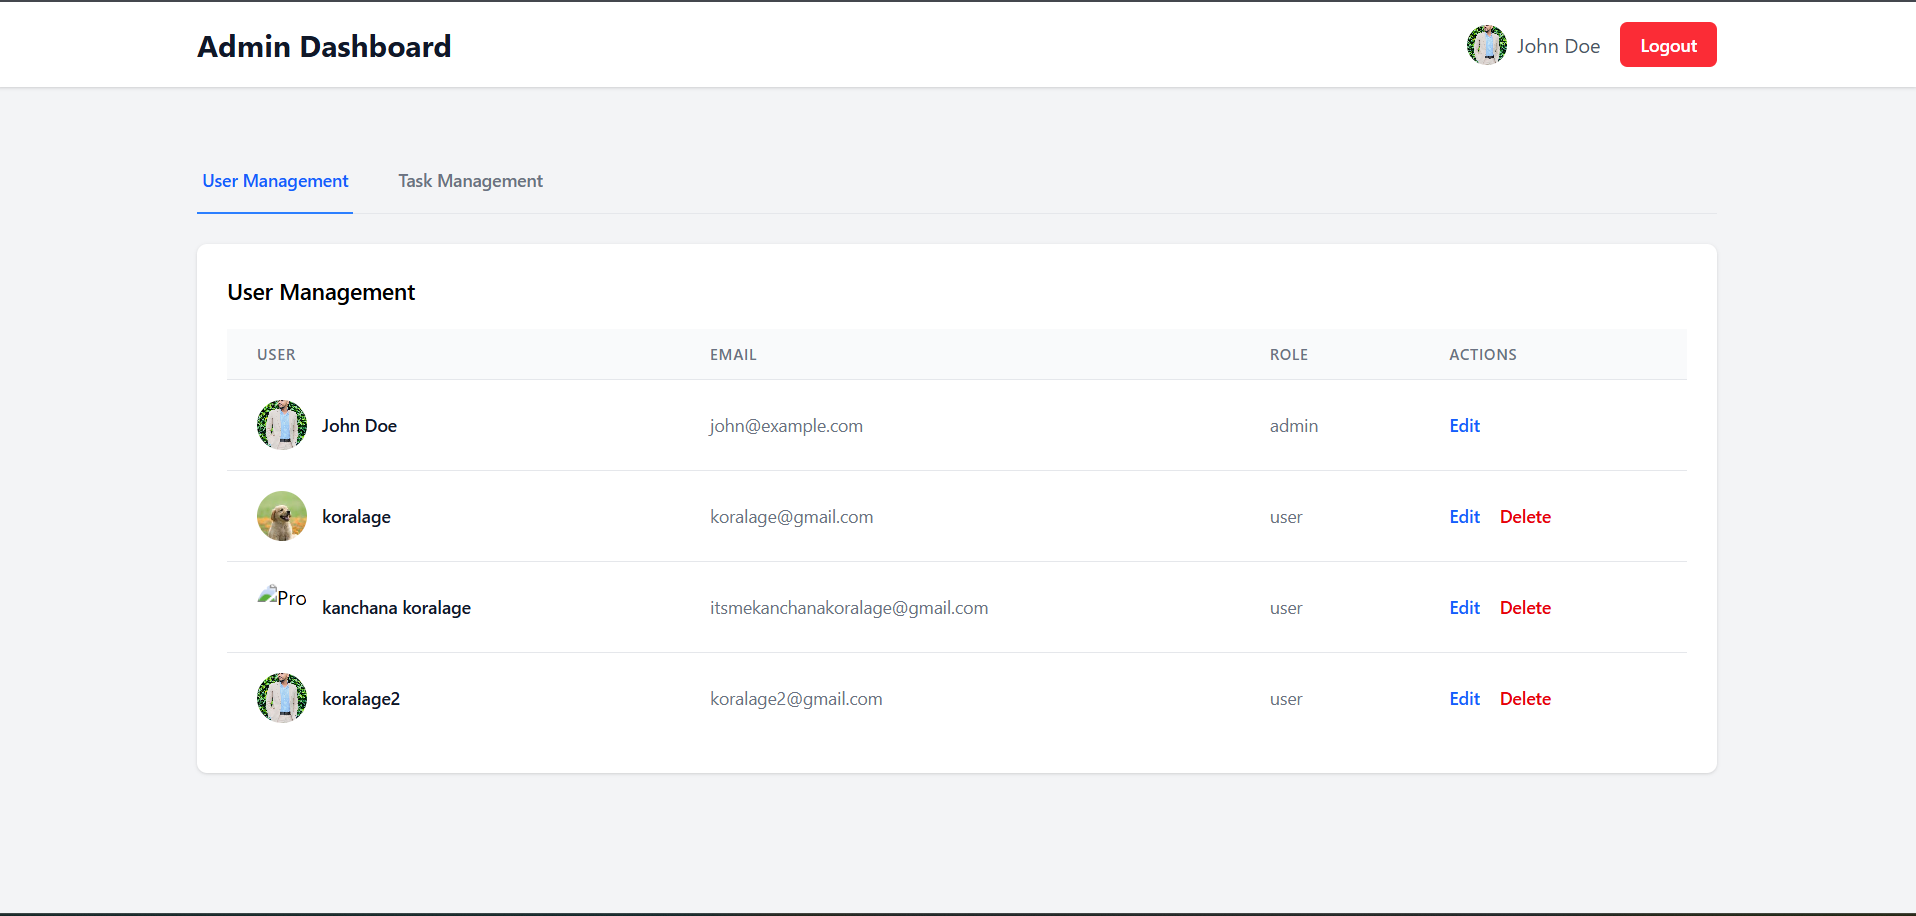 Admin Dashboard
John Doe
Logout
User Management
Task Management
User Management
USER EMAIL ROLE ACTIONS
John Doe john@example.com admin Edit
koralage koralage@gmail.com user Edit Delete
Pro kanchana koralage itsmekanchanakoralage@gmail.com user Edit Delete
koralage2 koralage2@gmail.com user Edit Delete